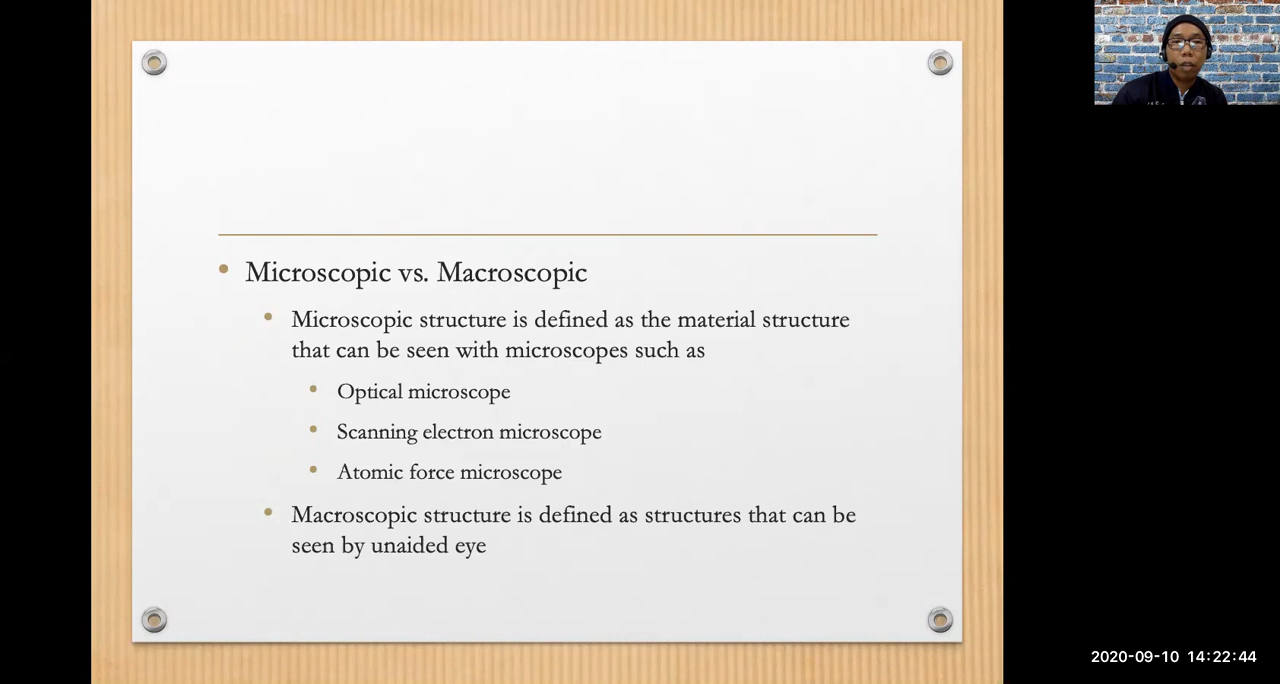 Microscopic vs. Macroscopic
Microscopic structure is defined as the material structure
that can be seen with microscopes such as
Optical microscope
Scanning electron microscope
Atomic force microscope
Macroscopic structure is defined as structures that can be
seen by unaided eye
2020-09-10 14:22:44